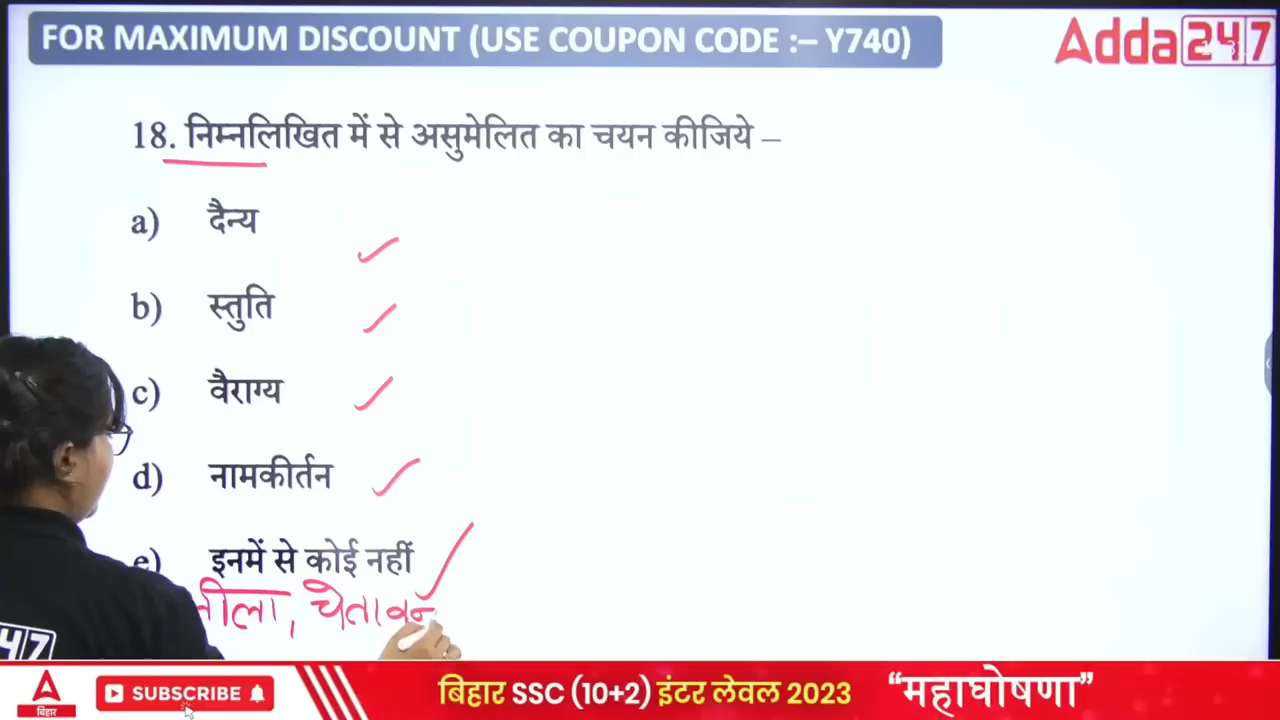 FOR MAXIMUM DISCOUNT (USE COUPON CODE :– Y740)
Adda247
18. निम्नलिखित में से असुमेलित का चयन कीजिये –
a) दैन्य
b) स्तुति
c) वैराग्य
d) नामकीर्तन
e) इनमें से कोई नहीं
47
बिहार
SUBSCRIBE
बिहार SSC (10+2) इंटर लेवल 2023
“महाघोषणा”